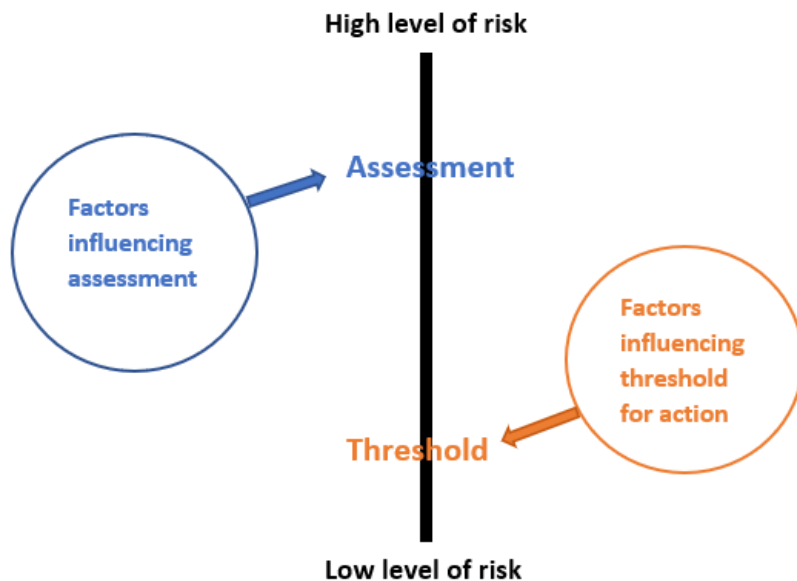 High level of risk
Assessment
Factors
influencing
assessment
Factors
influencing
threshold
for action
Threshold
Low level of risk